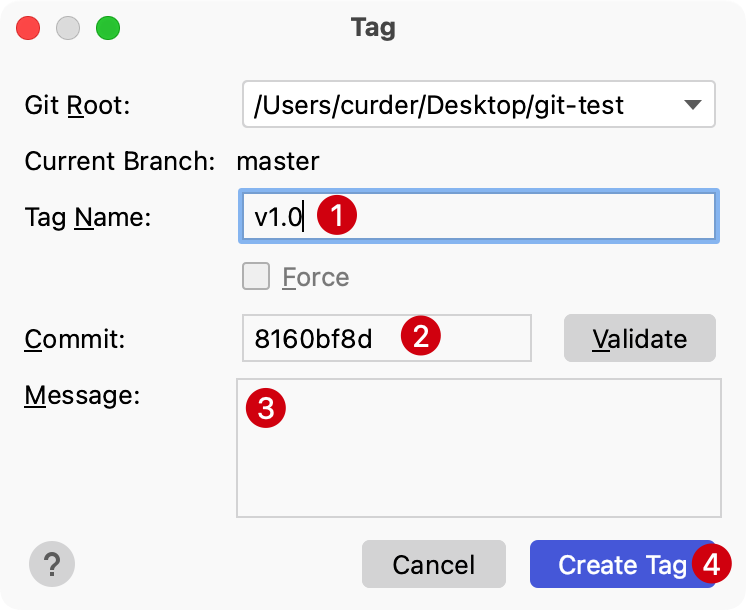 Tag
Git Root: /Users/curder/Desktop/git-test
Current Branch: master
Tag Name: v1.0 1
Force
Commit: 8160bf8d 2 Validate
Message:
3
? Cancel Create Tag 4